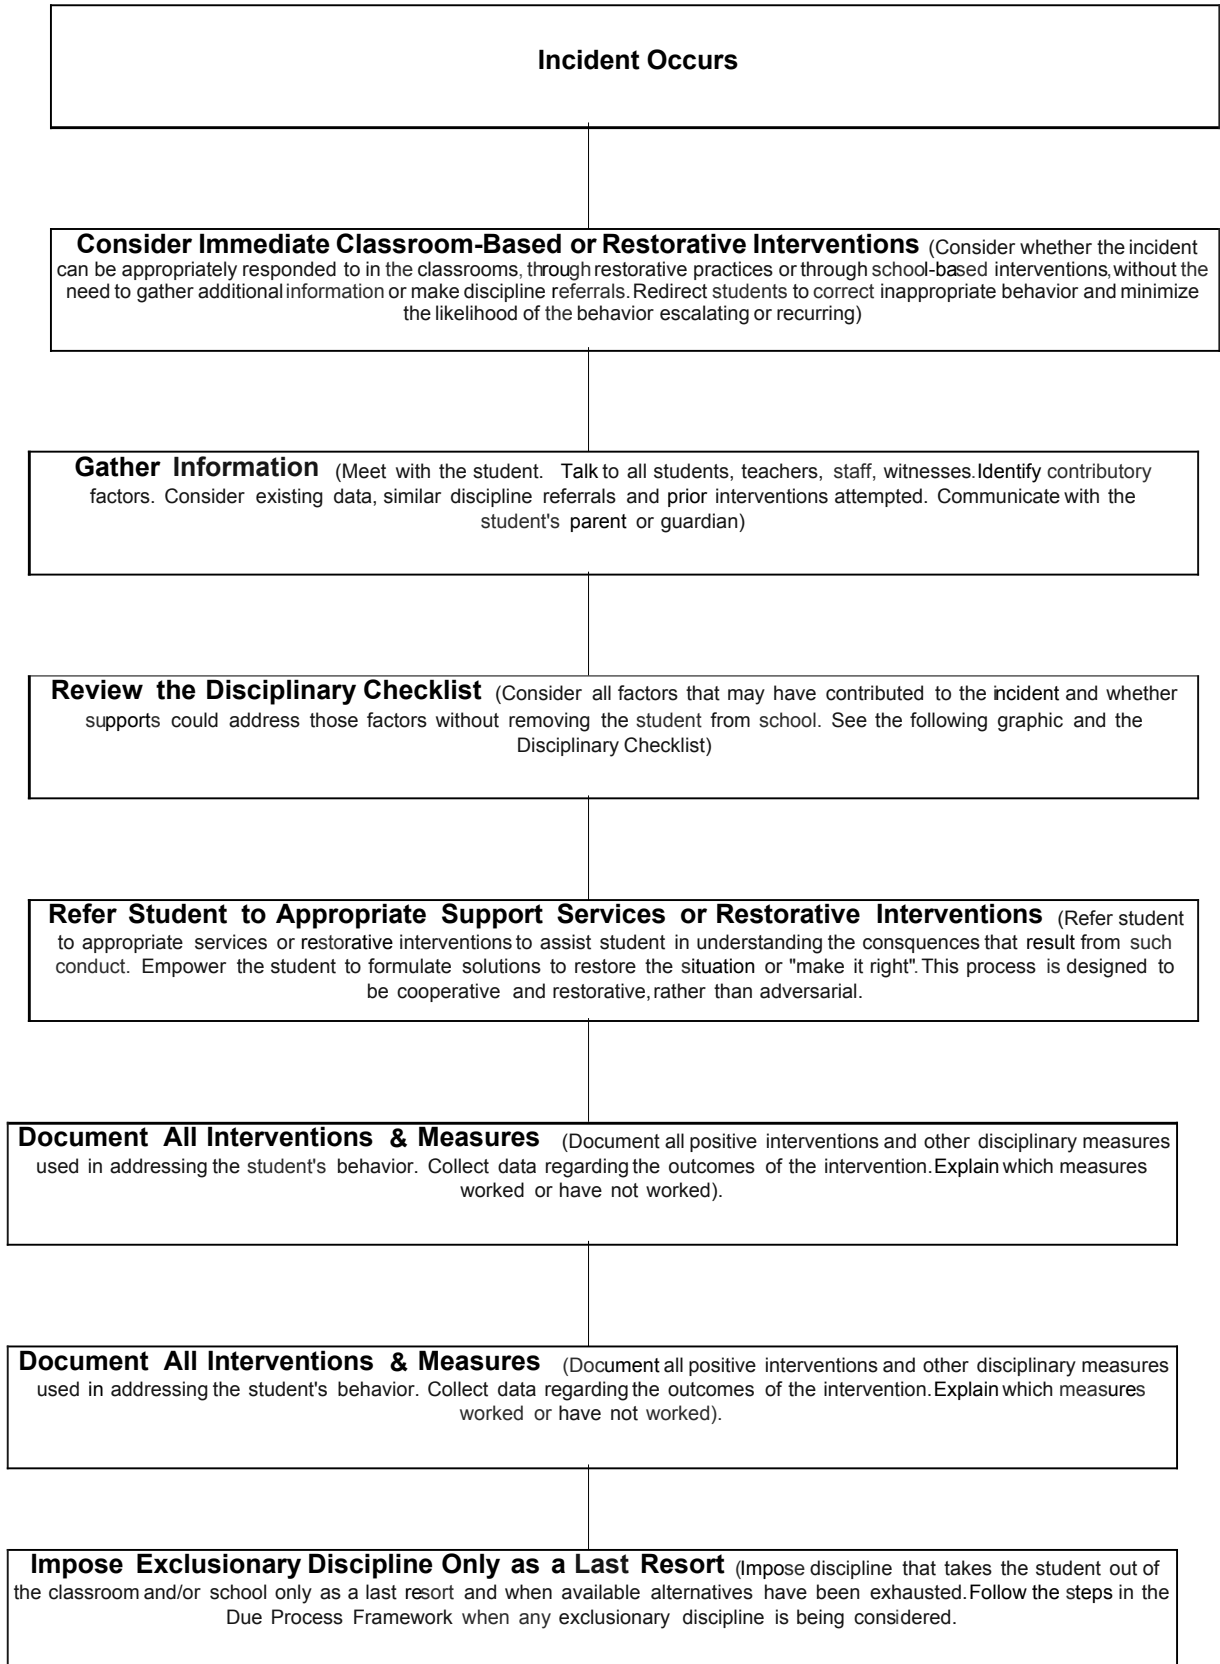 Incident Occurs
Consider Immediate Classroom-Based or Restorative Interventions (Consider whether the incident
can be appropriately responded to in the classrooms, through restorative practices or through school-based interventions, without the
need to gather additional information or make discipline referrals. Redirect students to correct inappropriate behavior and minimize
the likelihood of the behavior escalating or recurring)
Gather Information (Meet with the student. Talk to all students, teachers, staff, witnesses. Identify contributory
factors. Consider existing data, similar discipline referrals and prior interventions attempted. Communicate with the
student's parent or guardian)
Review the Disciplinary Checklist (Consider all factors that may have contributed to the incident and whether
supports could address those factors without removing the student from school. See the following graphic and the
Disciplinary Checklist)
Refer Student to Appropriate Support Services or Restorative Interventions (Refer student
to appropriate services or restorative interventions to assist student in understanding the consquences that result from such
conduct. Empower the student to formulate solutions to restore the situation or "make it right". This process is designed to
be cooperative and restorative, rather than adversarial.
Document All Interventions & Measures (Document all positive interventions and other disciplinary measures
used in addressing the student's behavior. Collect data regarding the outcomes of the intervention. Explain which measures
worked or have not worked).
Document All Interventions & Measures (Document all positive interventions and other disciplinary measures
used in addressing the student's behavior. Collect data regarding the outcomes of the intervention. Explain which measures
worked or have not worked).
Impose Exclusionary Discipline Only as a Last Resort (Impose discipline that takes the student out of
the classroom and/or school only as a last resort and when available alternatives have been exhausted. Follow the steps in the
Due Process Framework when any exclusionary discipline is being considered.